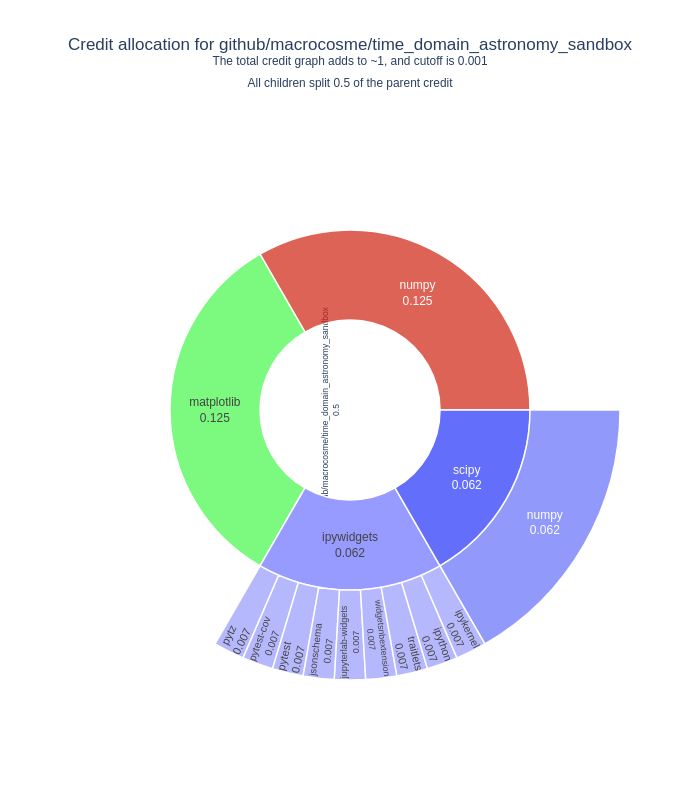 Credit allocation for github/macrocosme/time_domain_astronomy_sandbox
The total credit graph adds to ~1, and cutoff is 0.001
All children split 0.5 of the parent credit
numpy
0.125
matplotlib
0.125
b/macrocosme/time_domain_astronomy_sandbox
0.5
scipy
0.062
numpy
0.062
ipywidgets
0.062
pytz
0.007
pytest-cov
0.007
pytest
0.007
jsonschema
0.007
jupyterlab-widgets
0.007
widgetsnbextension
0.007
traitlets
0.007
ipython
0.007
ipykernel
0.007